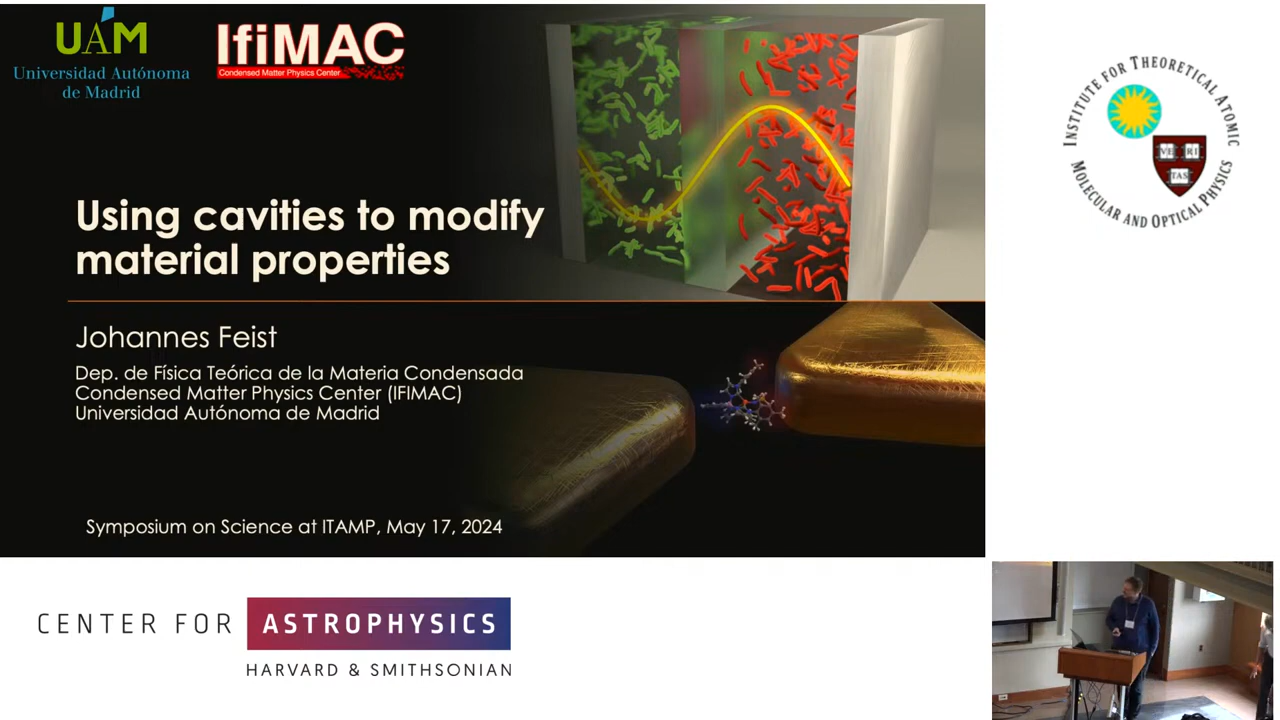 UAM
Universidad Autónoma
de Madrid
IfiMAC
Condensed Matter Physics Center
Using cavities to modify
material properties
Johannes Feist
Dep. de Física Teórica de la Materia Condensada
Condensed Matter Physics Center (IFIMAC)
Universidad Autónoma de Madrid
Symposium on Science at ITAMP, May 17, 2024
INSTITUTE FOR THEORETICAL ATOMIC
MOLECULAR AND OPTICAL PHYSICS
VE RI
TAS
CENTER FOR ASTROPHYSICS
HARVARD & SMITHSONIAN